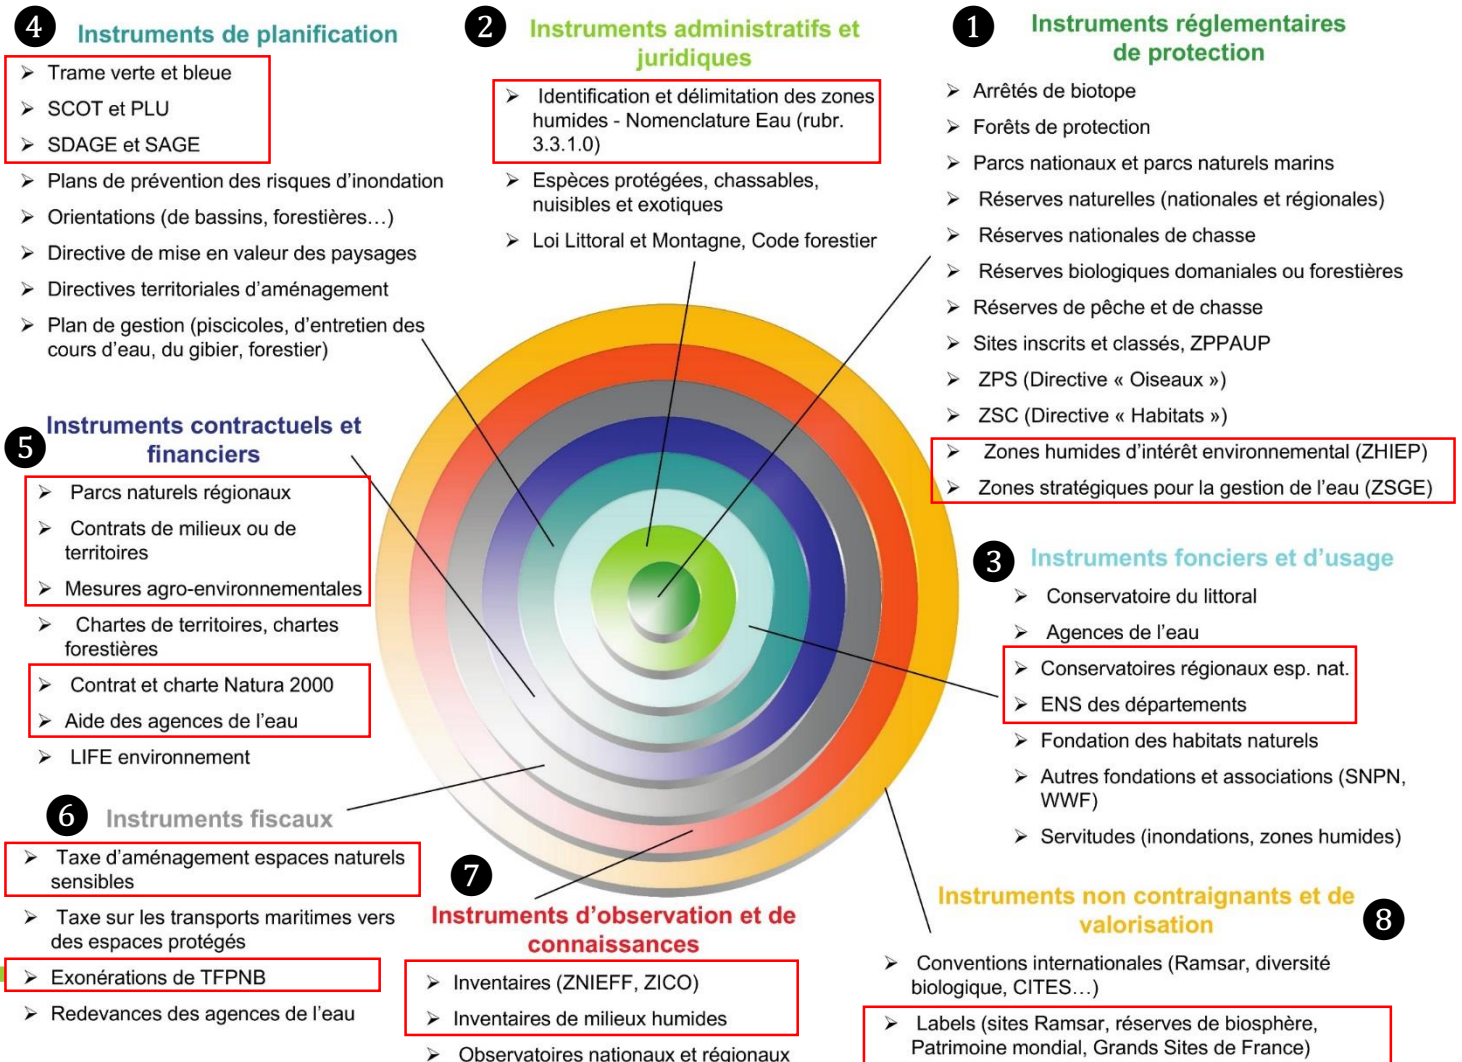 4
Instruments de planification
➢ Trame verte et bleue
➢ SCOT et PLU
➢ SDAGE et SAGE
➢ Plans de prévention des risques d'inondation
➢ Orientations (de bassins, forestières…)
➢ Directive de mise en valeur des paysages
➢ Directives territoriales d'aménagement
➢ Plan de gestion (piscicoles, d'entretien des
cours d'eau, du gibier, forestier)
2
Instruments administratifs et
juridiques
➢ Identification et délimitation des zones
humides - Nomenclature Eau (rubr.
3.3.1.0)
➢ Espèces protégées, chassables,
nuisibles et exotiques
➢ Loi Littoral et Montagne, Code forestier
1
Instruments réglementaires
de protection
➢ Arrêtés de biotope
➢ Forêts de protection
➢ Parcs nationaux et parcs naturels marins
➢ Réserves naturelles (nationales et régionales)
➢ Réserves nationales de chasse
➢ Réserves biologiques domaniales ou forestières
➢ Réserves de pêche et de chasse
➢ Sites inscrits et classés, ZPPAUP
➢ ZPS (Directive « Oiseaux »)
➢ ZSC (Directive « Habitats »)
➢ Zones humides d'intérêt environnemental (ZHIEP)
➢ Zones stratégiques pour la gestion de l'eau (ZSGE)
5
Instruments contractuels et
financiers
➢ Parcs naturels régionaux
➢ Contrats de milieux ou de
territoires
➢ Mesures agro-environnementales
➢ Chartes de territoires, chartes
forestières
➢ Contrat et charte Natura 2000
➢ Aide des agences de l'eau
➢ LIFE environnement
3
Instruments fonciers et d'usage
➢ Conservatoire du littoral
➢ Agences de l'eau
➢ Conservatoires régionaux esp. nat.
➢ ENS des départements
➢ Fondation des habitats naturels
➢ Autres fondations et associations (SNPN,
WWF)
➢ Servitudes (inondations, zones humides)
6
Instruments fiscaux
➢ Taxe d'aménagement espaces naturels
sensibles
➢ Taxe sur les transports maritimes vers
des espaces protégés
➢ Exonérations de TFPNB
➢ Redevances des agences de l'eau
7
Instruments d'observation et de
connaissances
➢ Inventaires (ZNIEFF, ZICO)
➢ Inventaires de milieux humides
➢ Observatoires nationaux et régionaux
8
Instruments non contraignants et de
valorisation
➢ Conventions internationales (Ramsar, diversité
biologique, CITES…)
➢ Labels (sites Ramsar, réserves de biosphère,
Patrimoine mondial, Grands Sites de France)